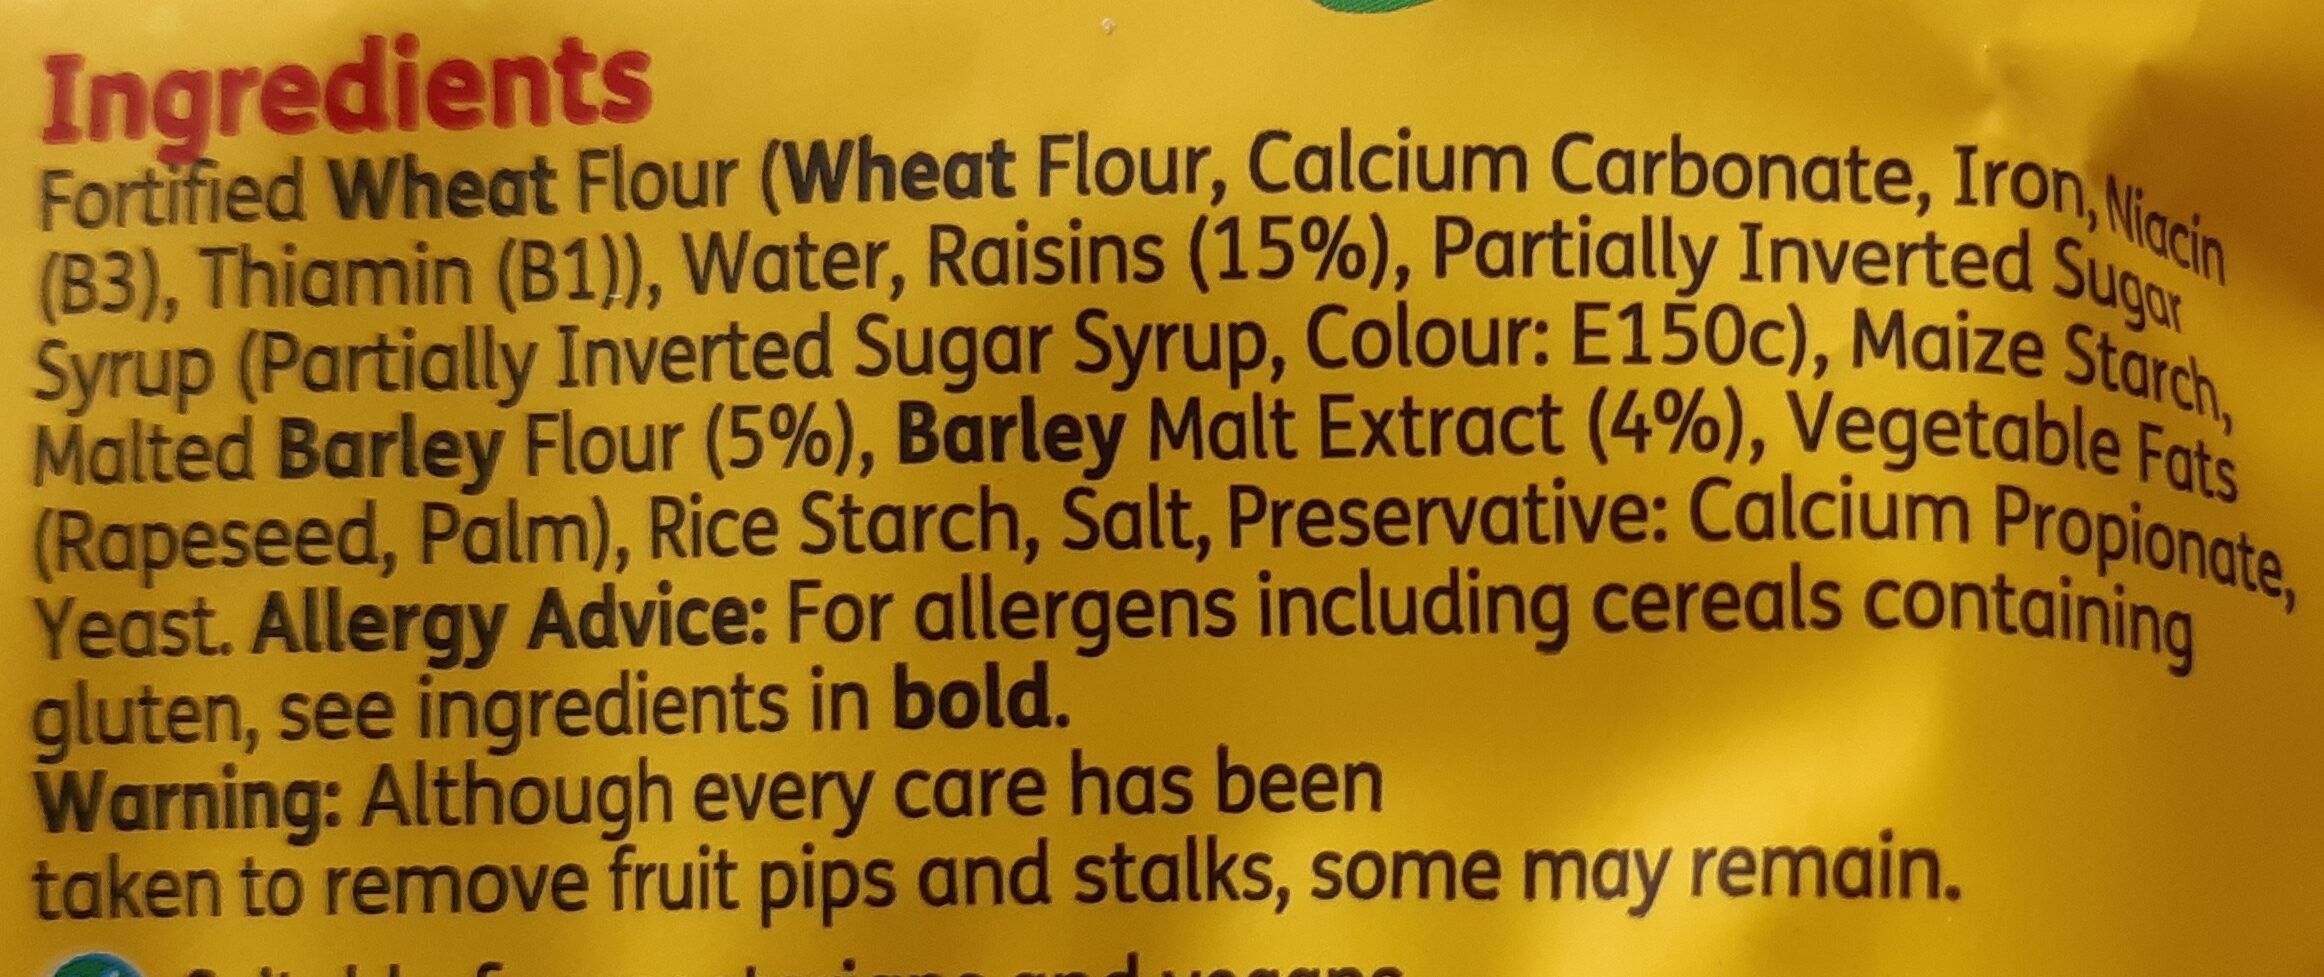 Ingredients
Fortified Wheat Flour (Wheat Flour, Calcium Carbonate, Iron, Niacin
(B3), Thiamin (B1)), Water, Raisins (15%), Partially Inverted Sugar
Syrup (Partially Inverted Sugar Syrup, Colour: E150c), Maize Starch,
Malted Barley Flour (5%), Barley Malt Extract (4%), Vegetable Fats
(Rapeseed, Palm), Rice Starch, Salt, Preservative: Calcium Propionate,
Yeast. Allergy Advice: For allergens including cereals containing
gluten, see ingredients in bold.
Warning: Although every care has been
taken to remove fruit pips and stalks, some may remain.
and vegans